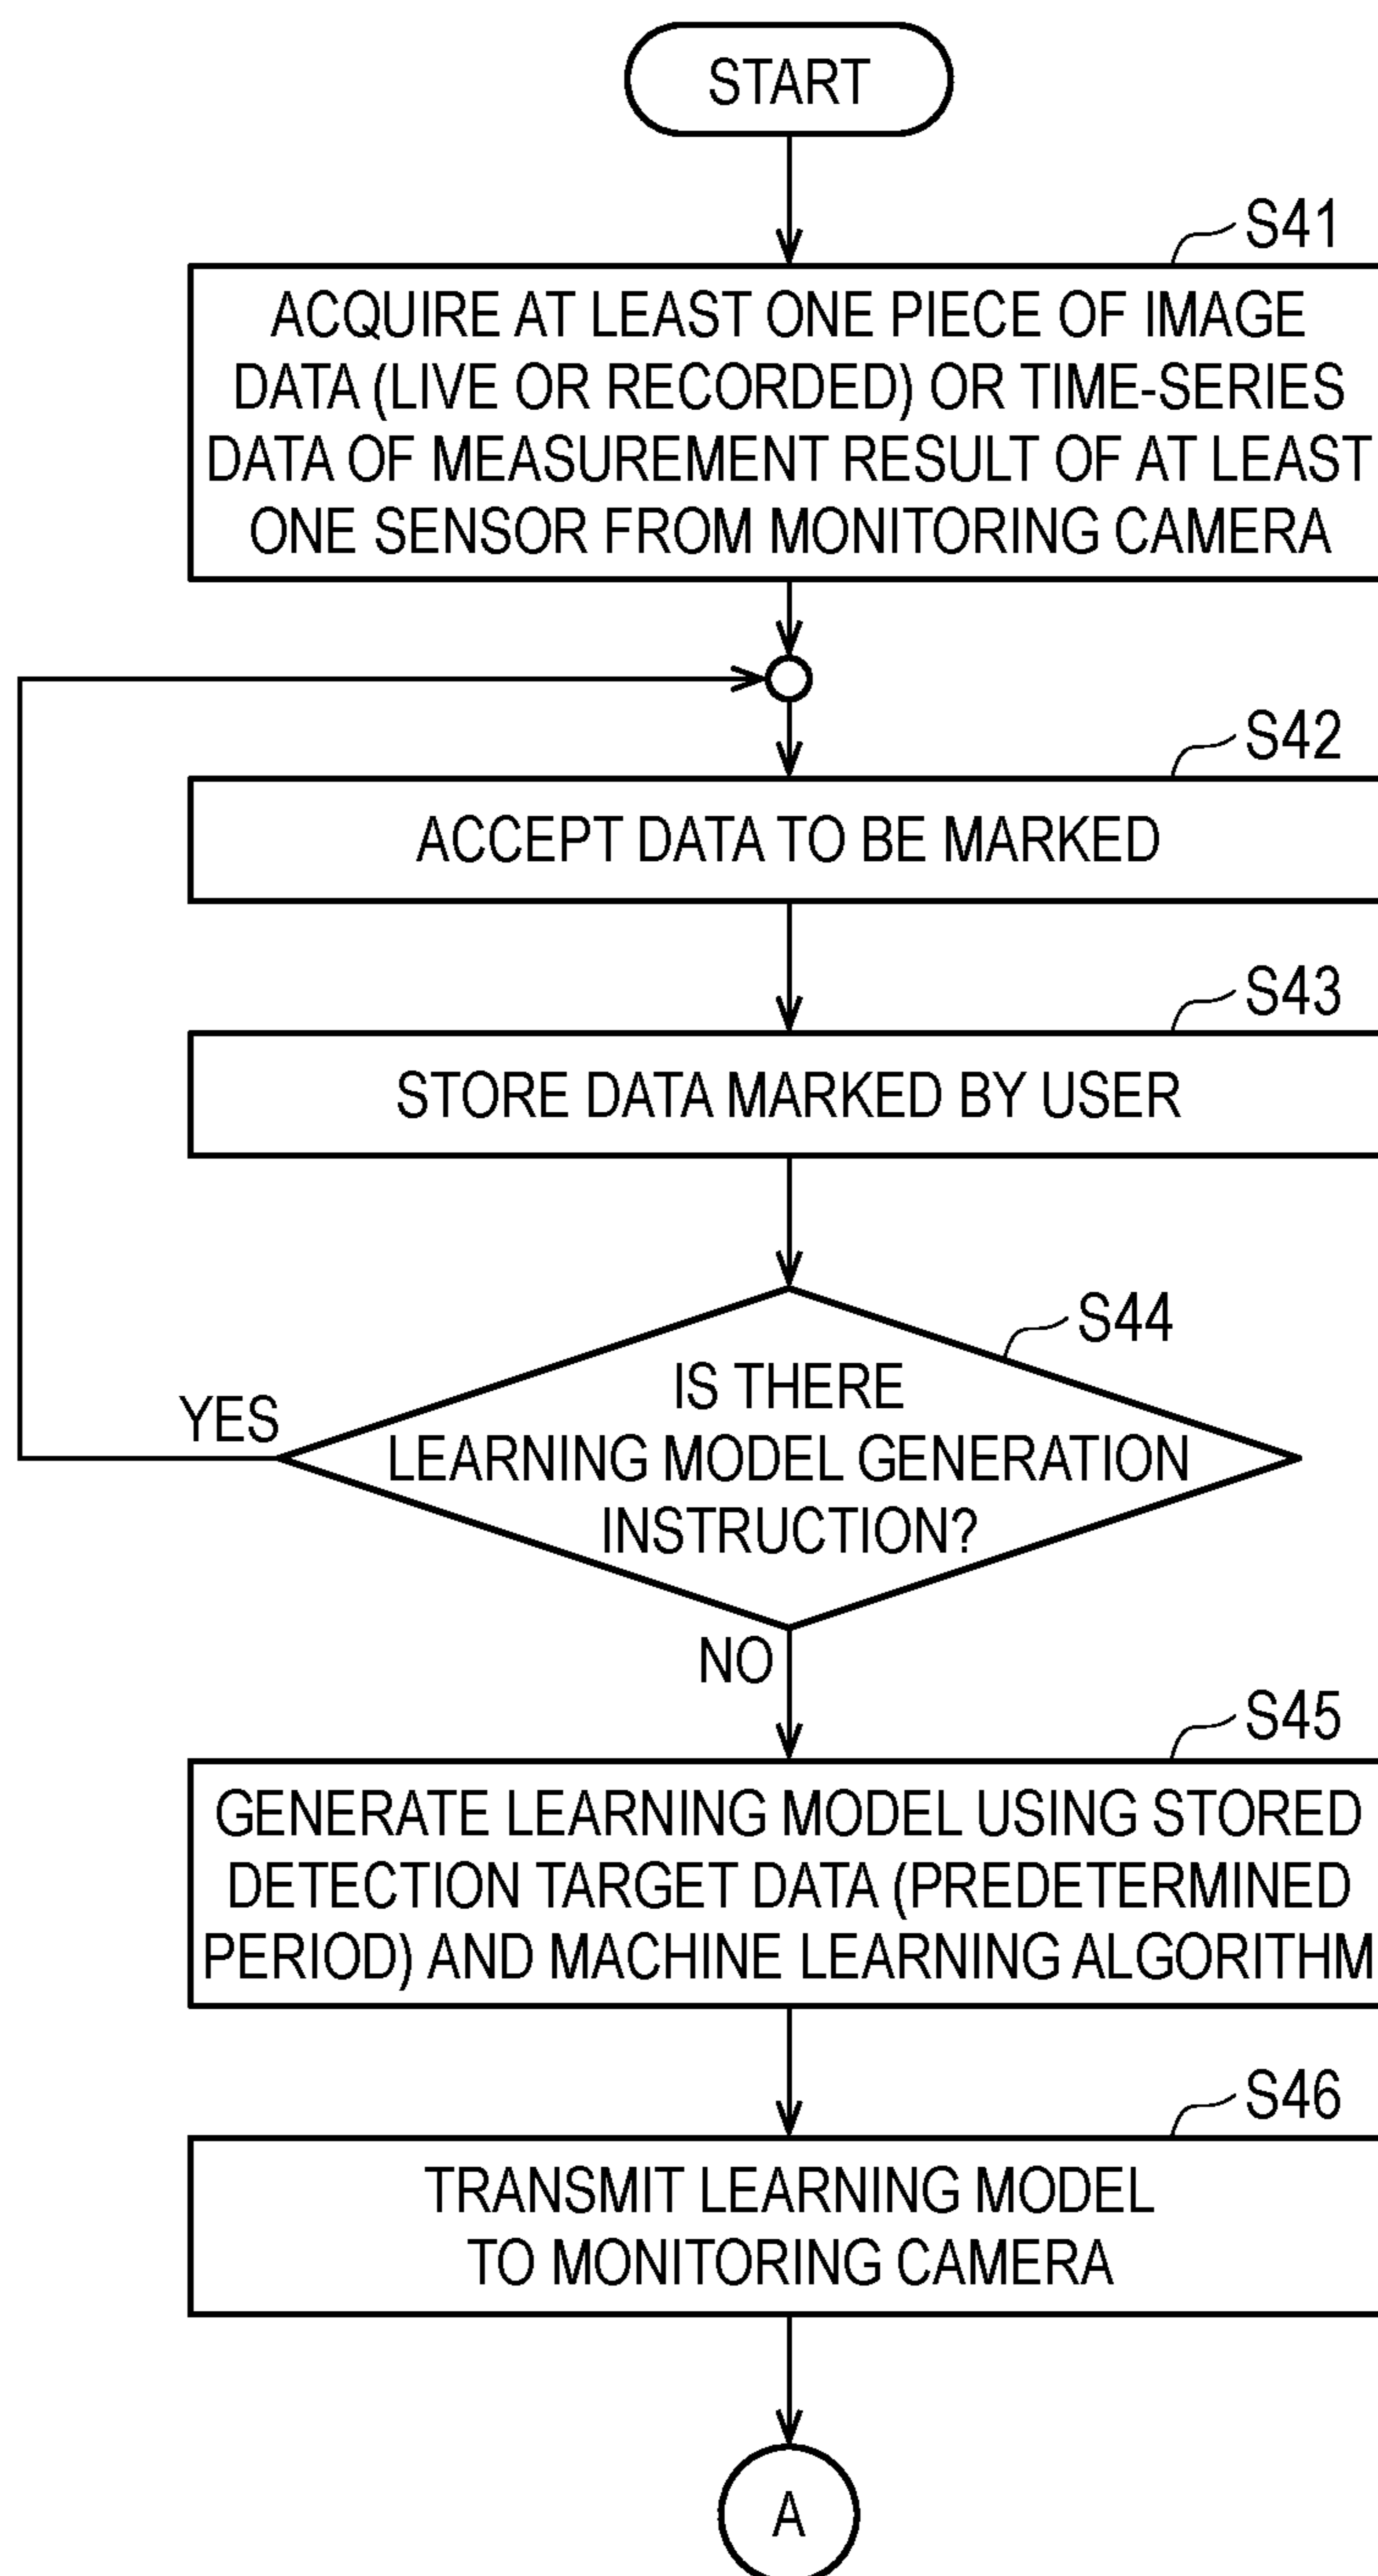 START
S41
ACQUIRE AT LEAST ONE PIECE OF IMAGE
DATA (LIVE OR RECORDED) OR TIME-SERIES
DATA OF MEASUREMENT RESULT OF AT LEAST
ONE SENSOR FROM MONITORING CAMERA
S42
ACCEPT DATA TO BE MARKED
S43
STORE DATA MARKED BY USER
S44
IS THERE
LEARNING MODEL GENERATION
INSTRUCTION?
YES
NO
S45
GENERATE LEARNING MODEL USING STORED
DETECTION TARGET DATA (PREDETERMINED
PERIOD) AND MACHINE LEARNING ALGORITHM
S46
TRANSMIT LEARNING MODEL
TO MONITORING CAMERA
A